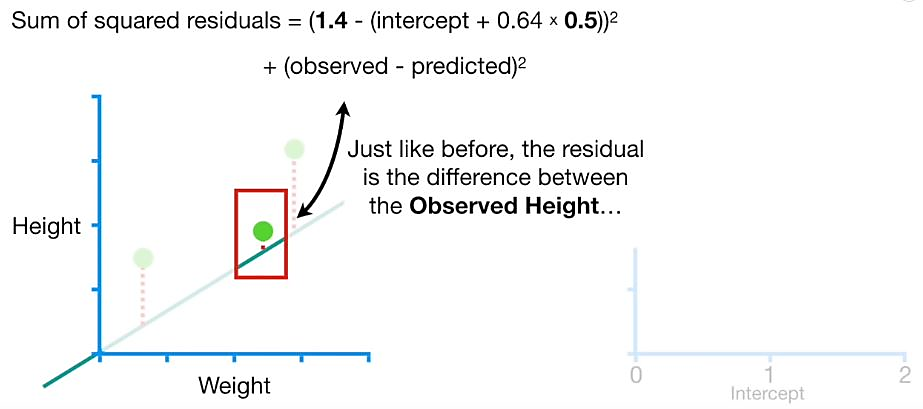 Sum of squared residuals = (1.4 - (intercept + 0.64 × 0.5))²
+ (observed - predicted)²
Just like before, the residual
is the difference between
the Observed Height…
Height
Weight
0
1
2
Intercept